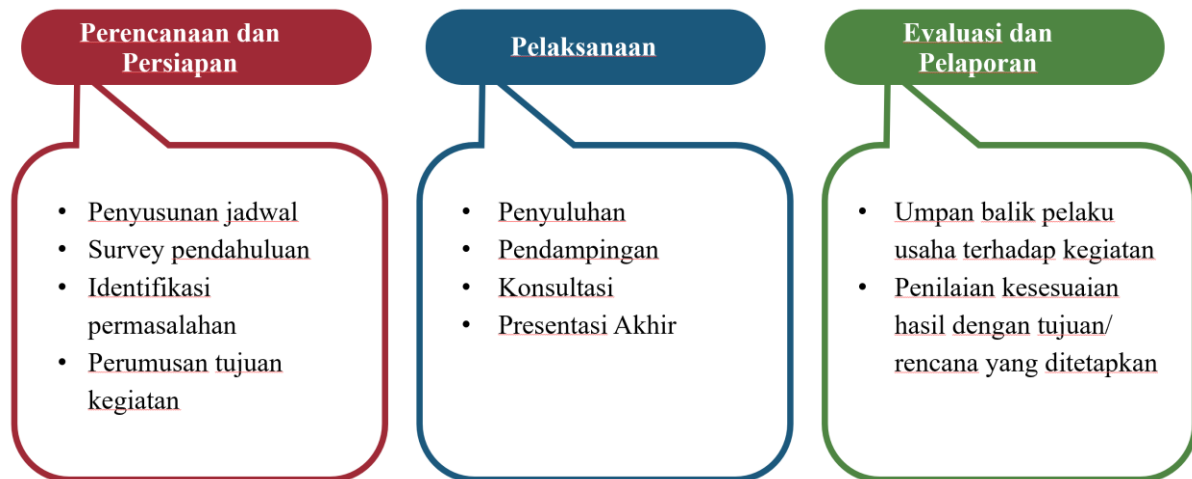 Perencanaan dan
Persiapan
• Penyusunan jadwal
• Survey pendahuluan
• Identifikasi
permasalahan
• Perumusan tujuan
kegiatan
Pelaksanaan
• Penyuluhan
• Pendampingan
• Konsultasi
• Presentasi Akhir
Evaluasi dan
Pelaporan
• Umpan balik pelaku
usaha terhadap kegiatan
• Penilaian kesesuaian
hasil dengan tujuan/
rencana yang ditetapkan